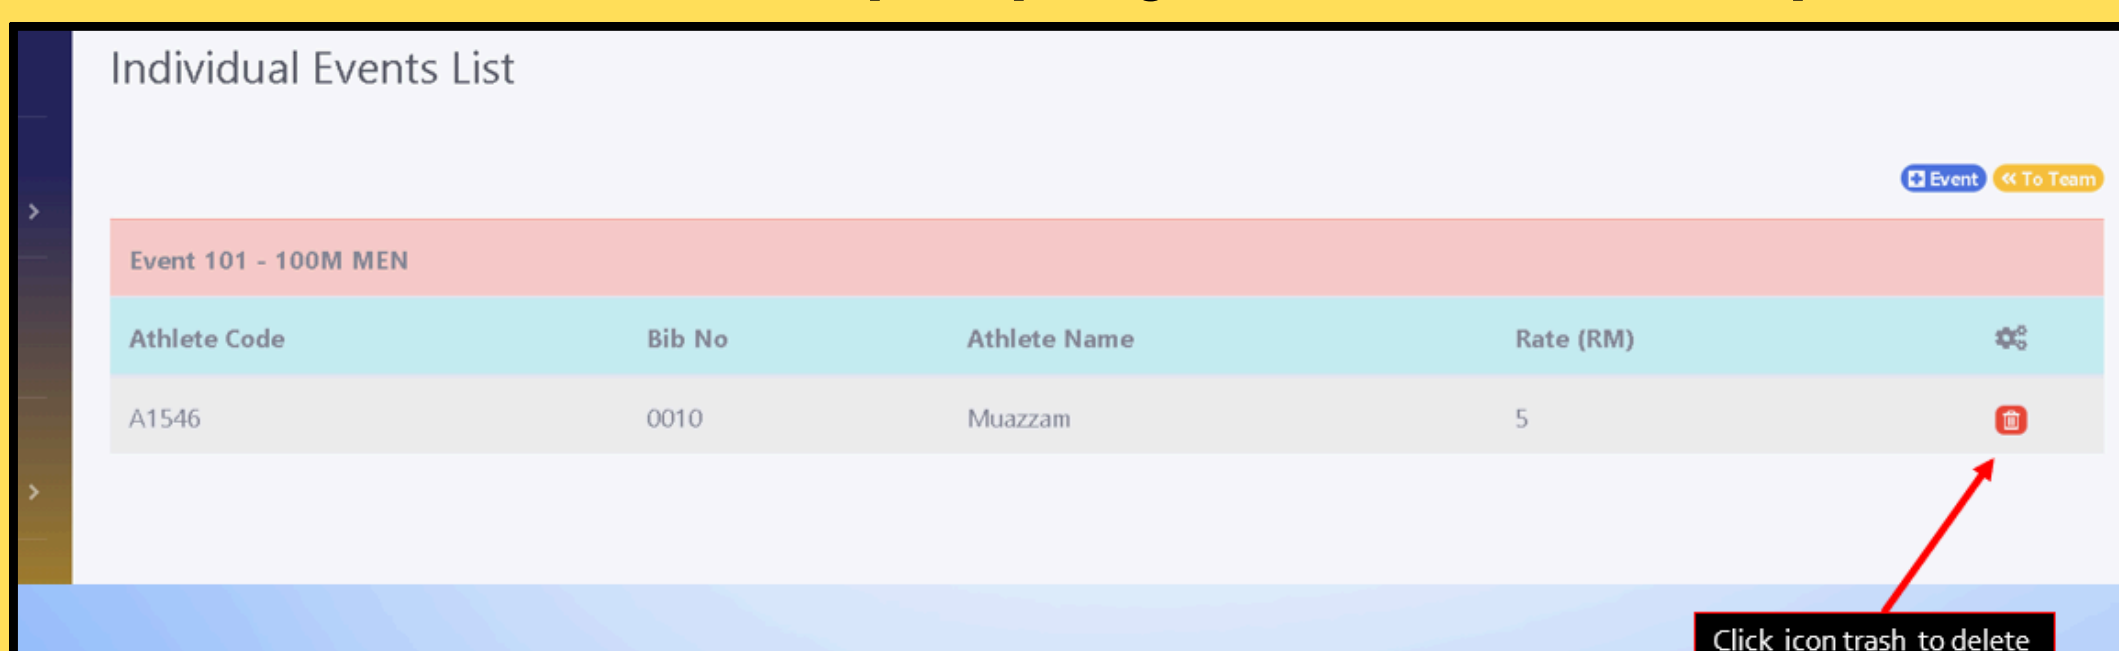 Individual Events List
Event « To Team
Event 101 - 100M MEN
Athlete Code Bib No Athlete Name Rate (RM)
A1546 0010 Muazzam 5
Click icon trash to delete